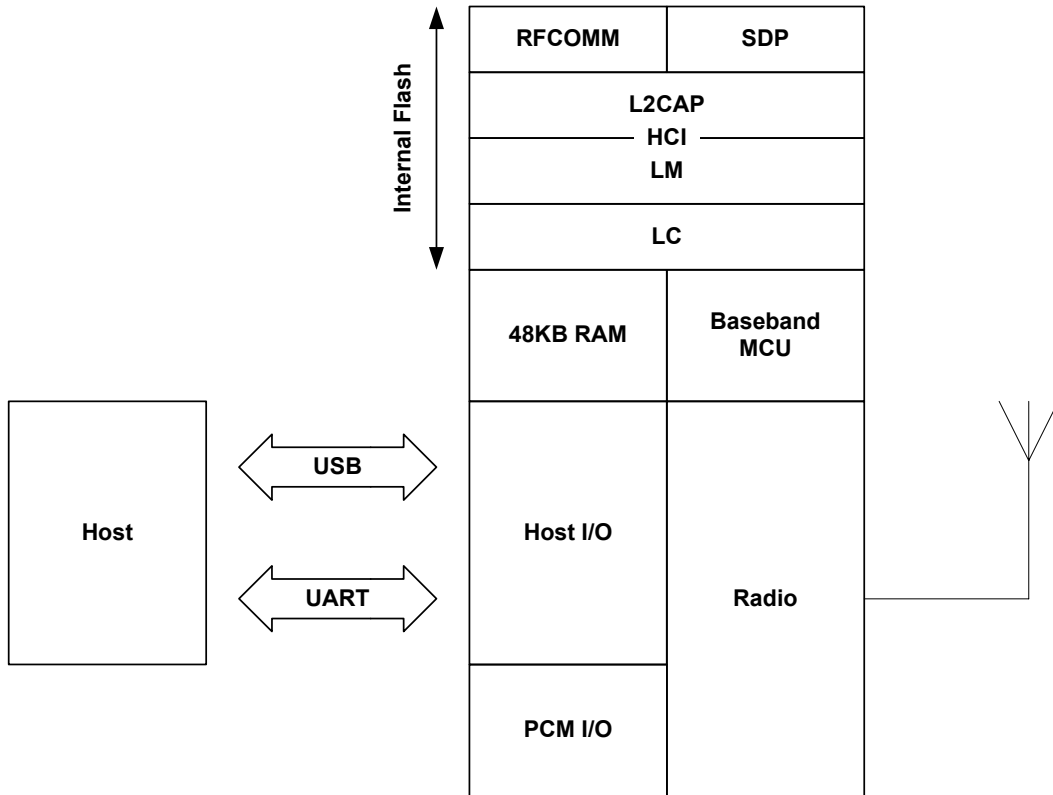 RFCOMM
SDP
Internal Flash
L2CAP
HCI
LM
LC
48KB RAM
Baseband
MCU
USB
Host
Host I/O
UART
Radio
PCM I/O